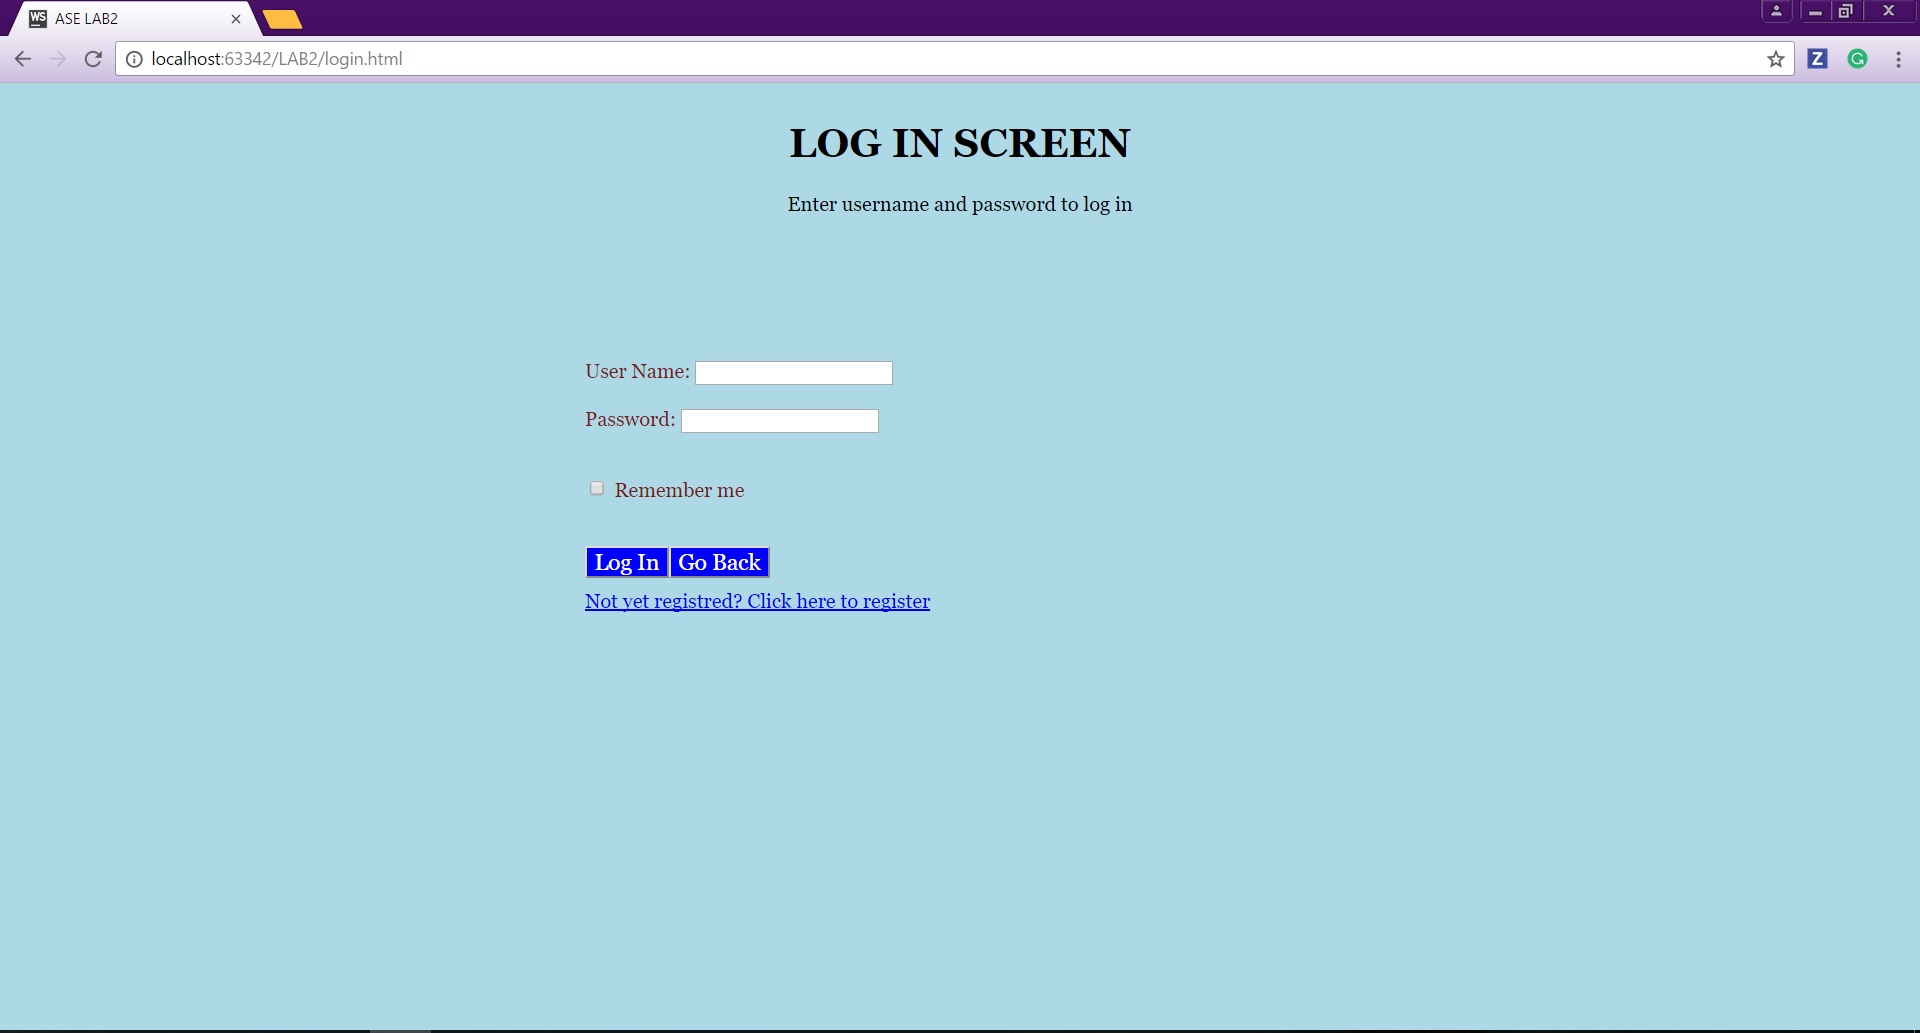 WS ASE LAB2
localhost:63342/LAB2/login.html
Z
G
LOG IN SCREEN
Enter username and password to log in
User Name:
Password:
Remember me
Log In Go Back
Not yet registred? Click here to register